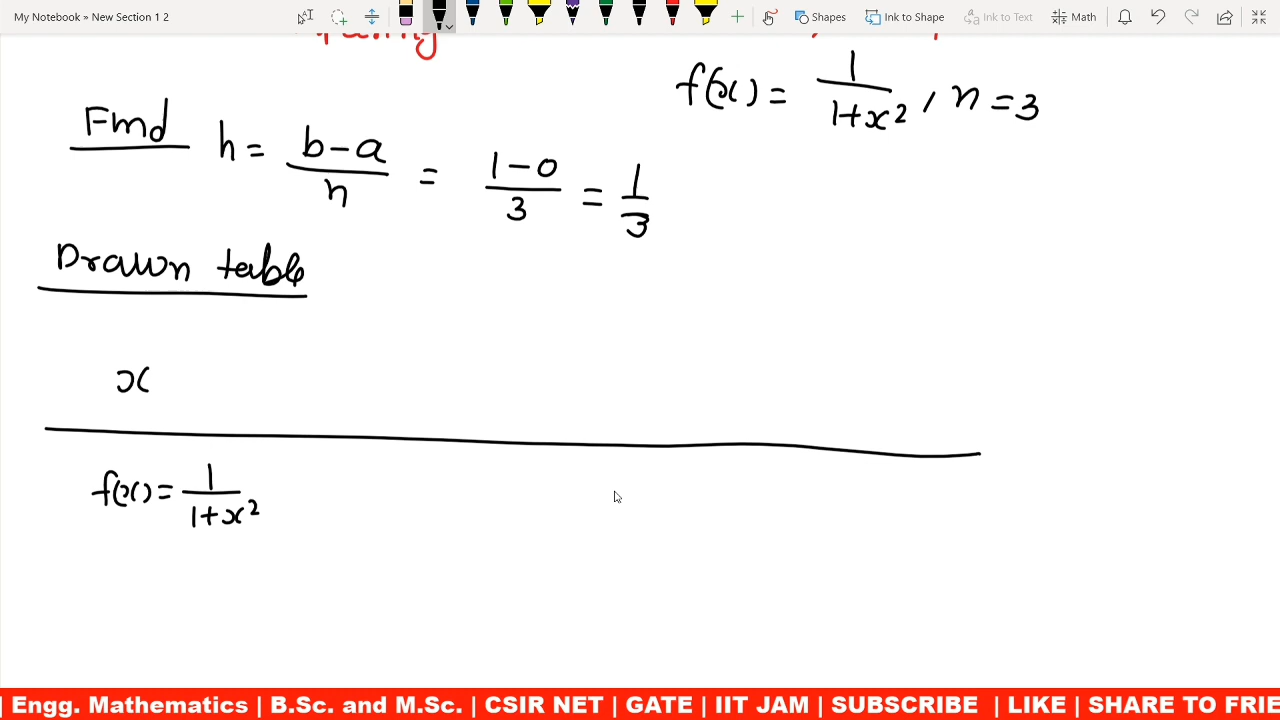 My Notebook » New Section 1 2
Shapes
Ink to Shape
Ink to Text
Math
f(x) = 1/(1+x²), n = 3
Find h = (b-a)/n = (1-0)/3 = 1/3
Drawn table
x
f(x) = 1/(1+x²)
| Engg. Mathematics | B.Sc. and M.Sc. | CSIR NET | GATE | IIT JAM | SUBSCRIBE | LIKE | SHARE TO FRIE